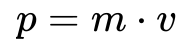 p = m · v